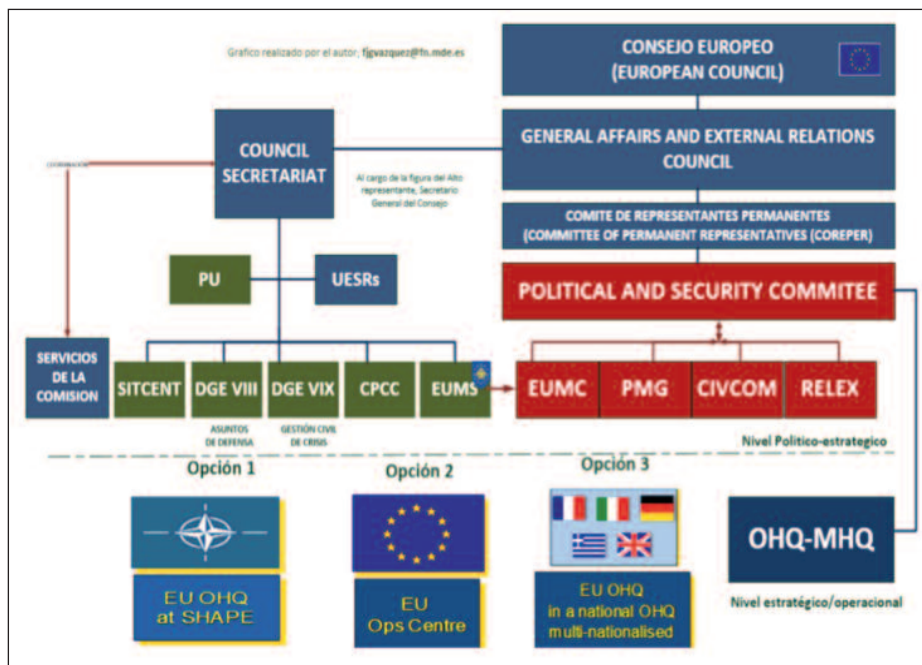 Grafico realizado por el autor, fjgvazquez@fn.mde.es
CONSEJO EUROPEO
(EUROPEAN COUNCIL)
COUNCIL
SECRETARIAT
GENERAL AFFAIRS AND EXTERNAL RELATIONS
COUNCIL
Al cargo de la figura del Alto
representante, Secretario
General del Consejo
COMITE DE REPRESENTANTES PERMANENTES
(COMMITTEE OF PERMANENT REPRESENTATIVES (COREPER)
PU
UESRs
POLITICAL AND SECURITY COMMITEE
SERVICIOS
DE LA
COMISION
SITCENT
DGE VIII
DGE VIX
CPCC
EUMS
EUMC
PMG
CIVCOM
RELEX
ASUNTOS
DE DEFENSA
GESTIÓN CIVIL
DE CRISIS
Nivel Político-estrategico
Opción 1
Opción 2
Opción 3
EU OHQ
at SHAPE
EU
Ops Centre
EU OHQ
in a national OHQ
multi-nationalised
OHQ-MHQ
Nivel estratégico/operacional